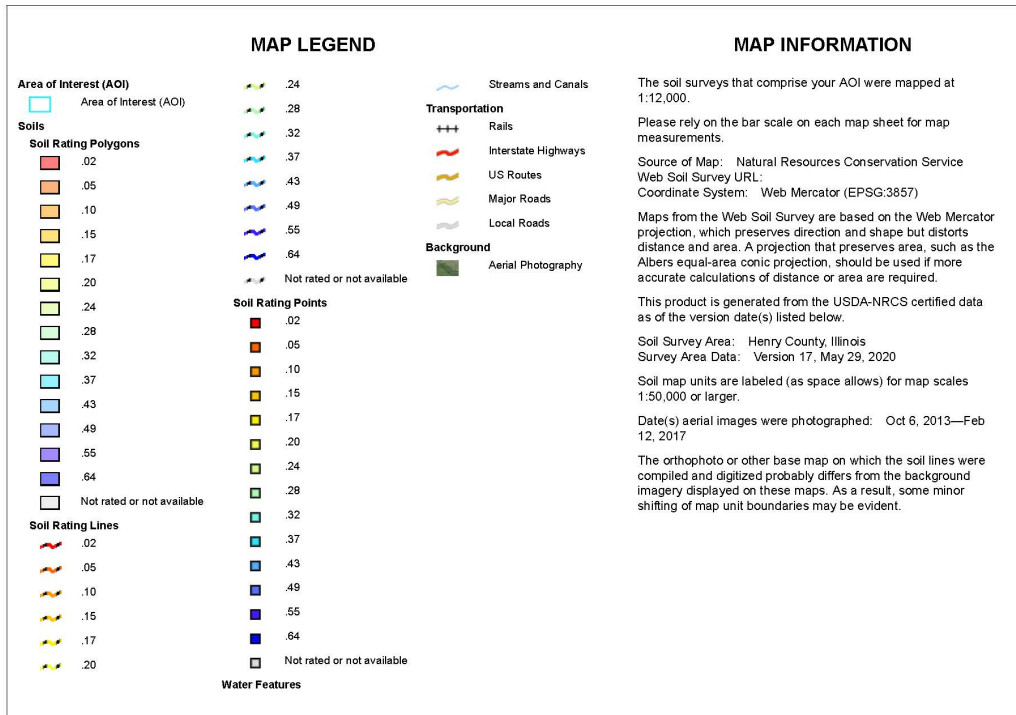 MAP LEGEND
Area of Interest (AOI)
Area of Interest (AOI)
Soils
Soil Rating Polygons
.02
.05
.10
.15
.17
.20
.24
.28
.32
.37
.43
.49
.55
.64
Not rated or not available
Soil Rating Lines
.02
.05
.10
.15
.17
.20
.24
.28
.32
.37
.43
.49
.55
.64
Not rated or not available
Soil Rating Points
.02
.05
.10
.15
.17
.20
.24
.28
.32
.37
.43
.49
.55
.64
Not rated or not available
Water Features
Streams and Canals
Transportation
Rails
Interstate Highways
US Routes
Major Roads
Local Roads
Background
Aerial Photography
MAP INFORMATION
The soil surveys that comprise your AOI were mapped at
1:12,000.
Please rely on the bar scale on each map sheet for map
measurements.
Source of Map: Natural Resources Conservation Service
Web Soil Survey URL:
Coordinate System: Web Mercator (EPSG:3857)
Maps from the Web Soil Survey are based on the Web Mercator
projection, which preserves direction and shape but distorts
distance and area. A projection that preserves area, such as the
Albers equal-area conic projection, should be used if more
accurate calculations of distance or area are required.
This product is generated from the USDA-NRCS certified data
as of the version date(s) listed below.
Soil Survey Area: Henry County, Illinois
Survey Area Data: Version 17, May 29, 2020
Soil map units are labeled (as space allows) for map scales
1:50,000 or larger.
Date(s) aerial images were photographed: Oct 6, 2013—Feb
12, 2017
The orthophoto or other base map on which the soil lines were
compiled and digitized probably differs from the background
imagery displayed on these maps. As a result, some minor
shifting of map unit boundaries may be evident.